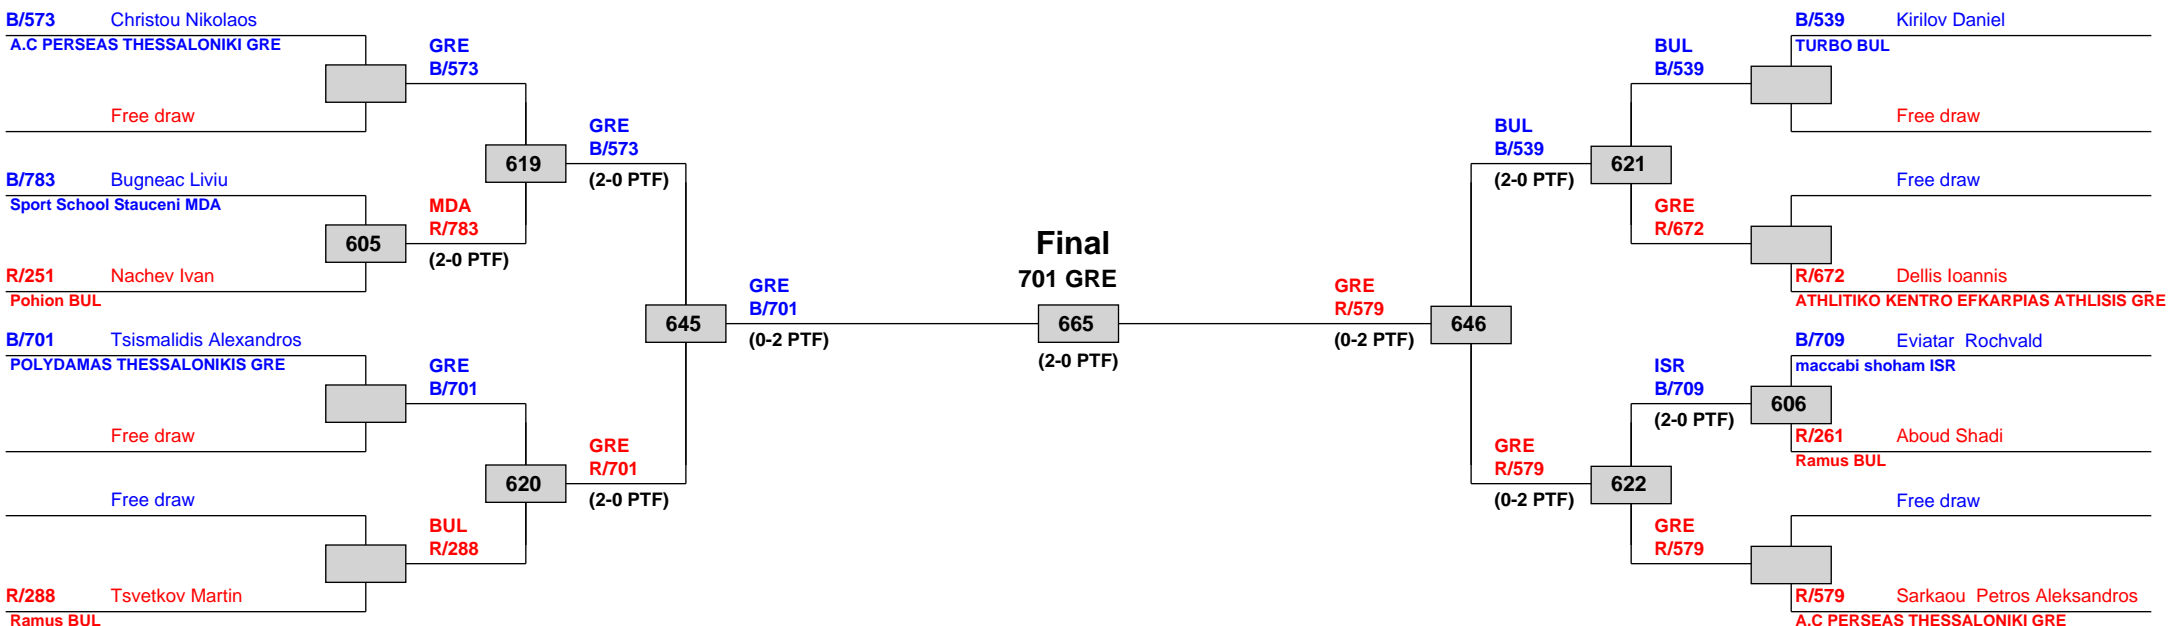 B/573 Christou Nikolaos
A.C PERSEAS THESSALONIKI GRE
Free draw
B/783 Bugneac Liviu
Sport School Stauceni MDA
605
R/251 Nachev Ivan
Pohion BUL
B/701 Tsismalidis Alexandros
POLYDAMAS THESSALONIKIS GRE
Free draw
Free draw
R/288 Tsvetkov Martin
Ramus BUL
GRE
B/573
619
MDA
R/783
(2-0 PTF)
GRE
B/701
620
BUL
R/288
GRE
B/573
(2-0 PTF)
645
GRE
R/701
(2-0 PTF)
GRE
B/701
(0-2 PTF)
Final
701 GRE
665
(2-0 PTF)
GRE
R/579
(0-2 PTF)
646
BUL
B/539
(2-0 PTF)
GRE
R/579
(0-2 PTF)
BUL
B/539
621
GRE
R/672
ISR
B/709
(2-0 PTF)
622
GRE
R/579
B/539 Kirilov Daniel
TURBO BUL
Free draw
Free draw
R/672 Dellis Ioannis
ATHLITIKO KENTRO EFKARPIAS ATHLISIS GRE
B/709 Eviatar Rochvald
maccabi shoham ISR
606
R/261 Aboud Shadi
Ramus BUL
Free draw
R/579 Sarkaou Petros Aleksandros
A.C PERSEAS THESSALONIKI GRE